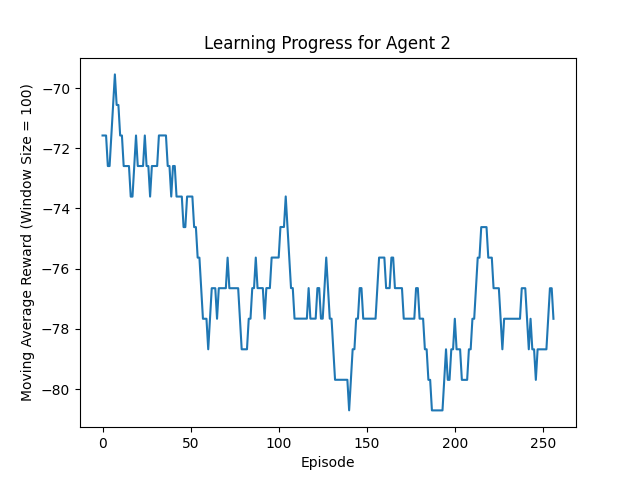 Learning Progress for Agent 2
Moving Average Reward (Window Size = 100)
−70
−72
−74
−76
−78
−80
0 50 100 150 200 250
Episode